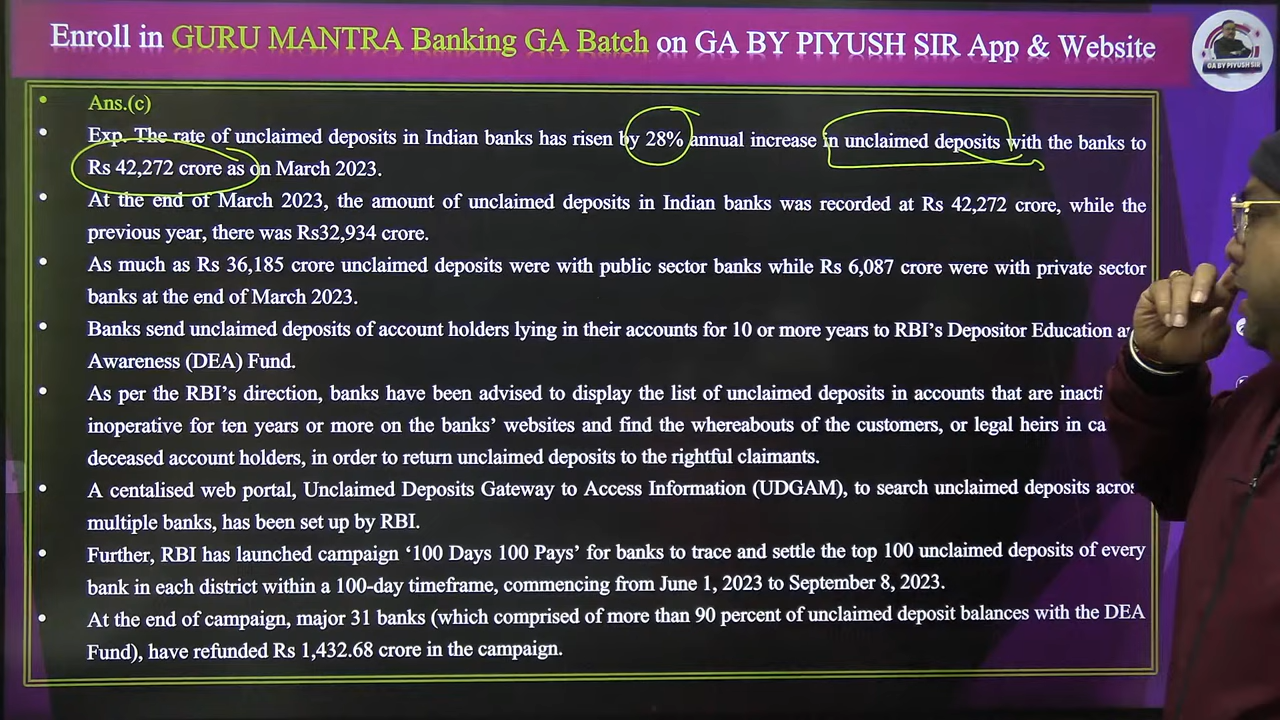 Enroll in GURU MANTRA Banking GA Batch on GA BY PIYUSH SIR App & Website
GA BY PIYUSH SIR
• Ans.(c)
• Exp. The rate of unclaimed deposits in Indian banks has risen by 28% annual increase in unclaimed deposits with the banks to
Rs 42,272 crore as on March 2023.
• At the end of March 2023, the amount of unclaimed deposits in Indian banks was recorded at Rs 42,272 crore, while the
previous year, there was Rs32,934 crore.
• As much as Rs 36,185 crore unclaimed deposits were with public sector banks while Rs 6,087 crore were with private sector
banks at the end of March 2023.
• Banks send unclaimed deposits of account holders lying in their accounts for 10 or more years to RBI’s Depositor Education
Awareness (DEA) Fund.
• As per the RBI’s direction, banks have been advised to display the list of unclaimed deposits in accounts that are
inoperative for ten years or more on the banks’ websites and find the whereabouts of the customers, or legal heirs in
deceased account holders, in order to return unclaimed deposits to the rightful claimants.
• A centalised web portal, Unclaimed Deposits Gateway to Access Information (UDGAM), to search unclaimed deposits
multiple banks, has been set up by RBI.
• Further, RBI has launched campaign ‘100 Days 100 Pays’ for banks to trace and settle the top 100 unclaimed deposits of every
bank in each district within a 100-day timeframe, commencing from June 1, 2023 to September 8, 2023.
• At the end of campaign, major 31 banks (which comprised of more than 90 percent of unclaimed deposit balances with the DEA
Fund), have refunded Rs 1,432.68 crore in the campaign.